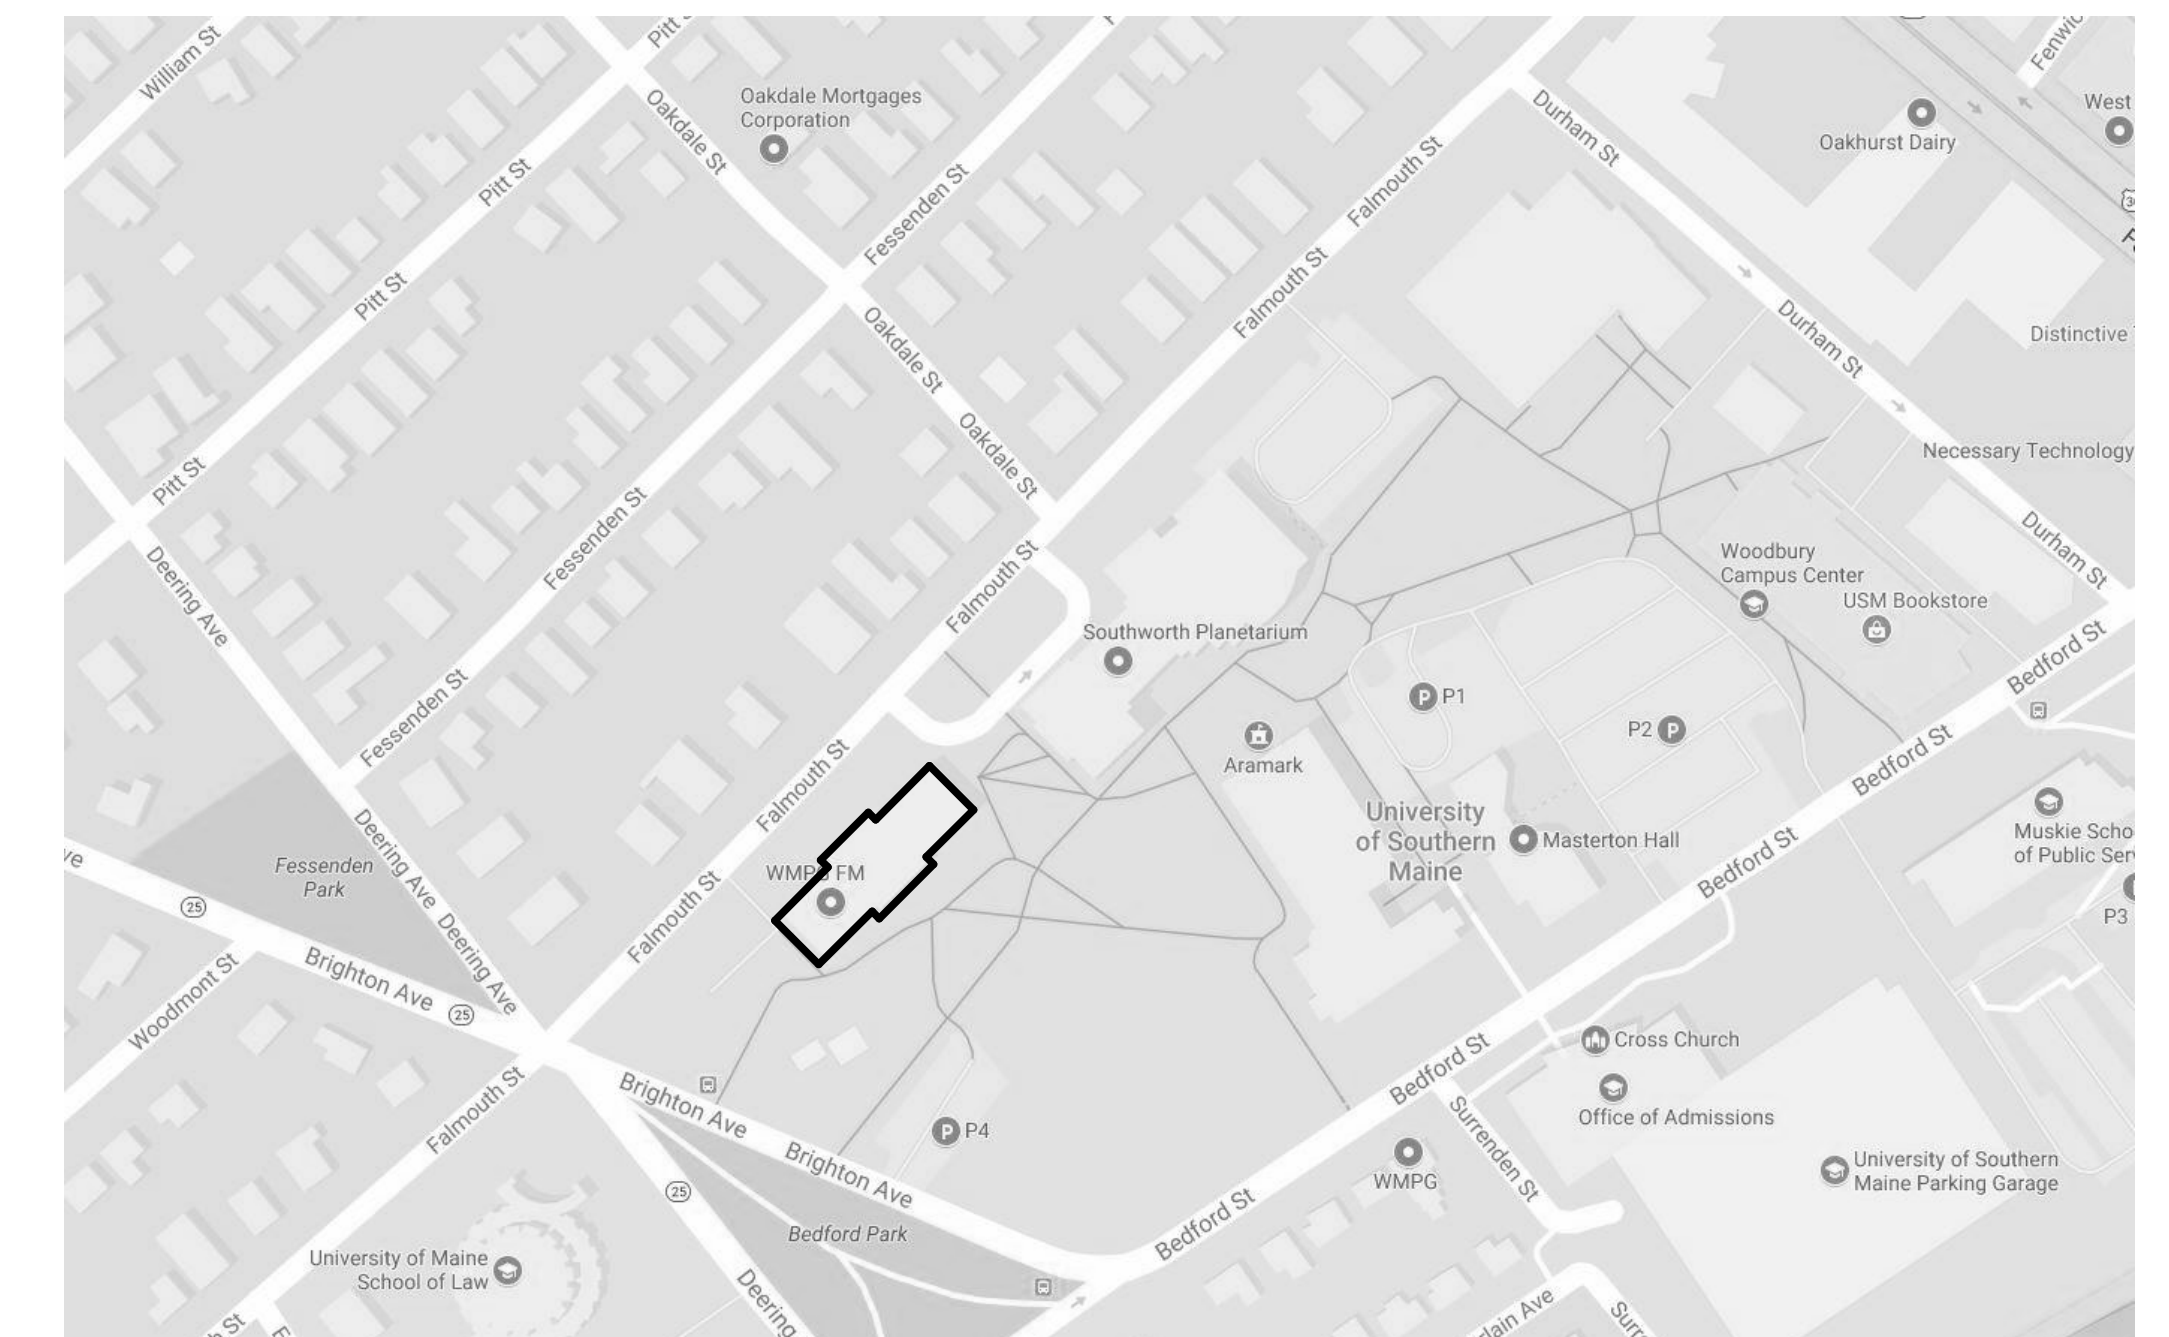 William St
Pitt
Oakdale Mortgages
Corporation
Oakdale St
Pitt St
Fessenden St
Falmouth St
Durham St
Oakhurst Dairy
West
Pitt St
Falmouth St
Durham St
Distinctive
Oakdale St
Oakdale St
Necessary Technology
Pitt St
Durham St
Fessenden St
Deering Ave
Falmouth St
Woodbury
Campus Center
USM Bookstore
Southworth Planetarium
Bedford St
Fessenden St
P1
P2
Aramark
Bedford St
Falmouth St
University
of Southern
Maine
Masterton Hall
Bedford St
Muskie Scho
of Public Ser
P3
Deering Ave
Fessenden
Park
25
WMPG FM
Falmouth St
Deering Ave
Woodmont St
Brighton Ave
25
Bedford St
Cross Church
Office of Admissions
Falmouth St
Brighton Ave
P4
Surrenden St
Brighton Ave
25
WMPG
University of Southern
Maine Parking Garage
Bedford Park
Bedford St
University of Maine
School of Law
Deering
lain Ave
Surr
St